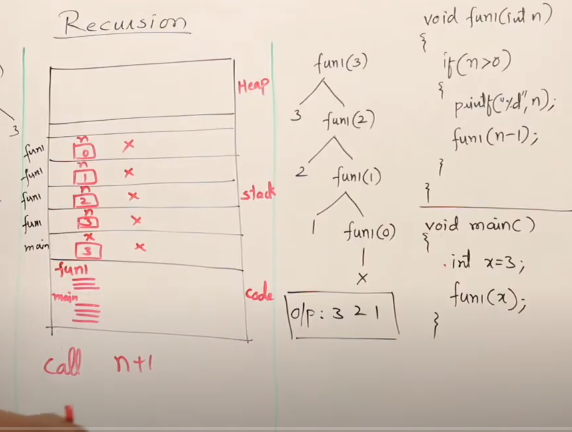 Recursion
)
3
Heap
n
fun1 0 x
n
fun1 1 x
n
fun1 2 x
stack
n
fun1 3 x
x
main 3 x
fun1
main
code
call n+1
fun1(3)
3 fun1(2)
2 fun1(1)
1 fun1(0)
x
o/p: 3 2 1
void fun1(int n)
{
if(n>0)
{
printf("%d",n);
fun1(n-1);
}
}
void main()
{
int x=3;
fun1(x);
}